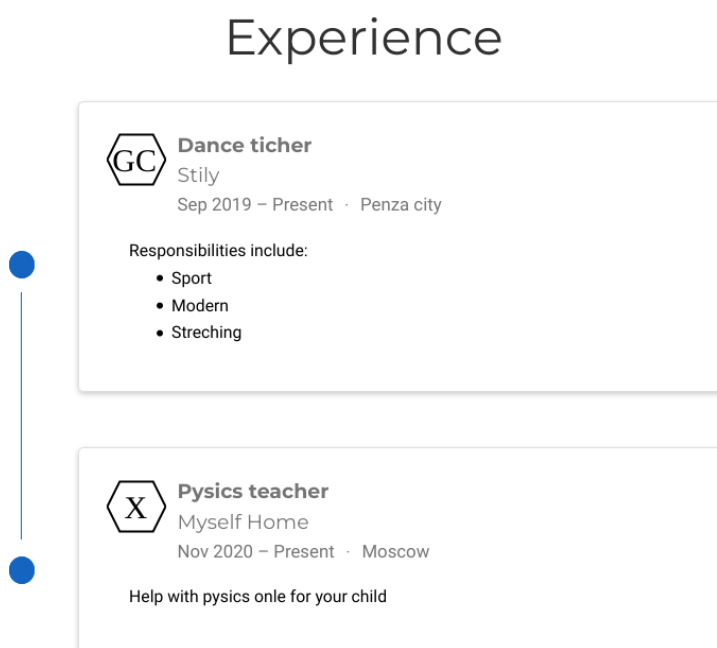 Experience
GC
Dance ticher
Stily
Sep 2019 – Present · Penza city
Responsibilities include:
• Sport
• Modern
• Streching
X
Pysics teacher
Myself Home
Nov 2020 – Present · Moscow
Help with pysics onle for your child